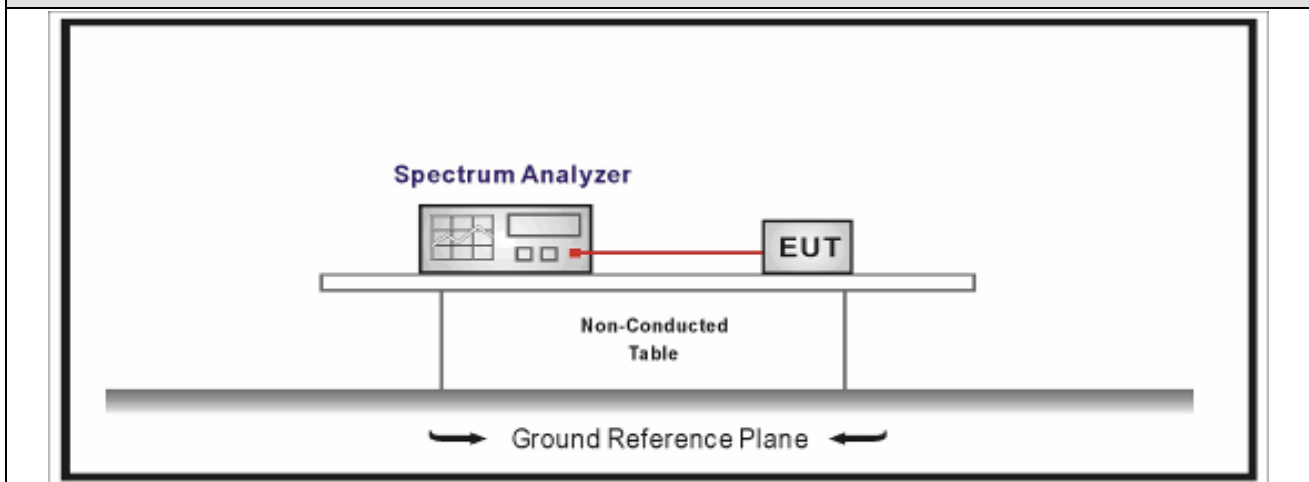 Spectrum Analyzer
EUT
Non-Conducted
Table
Ground Reference Plane